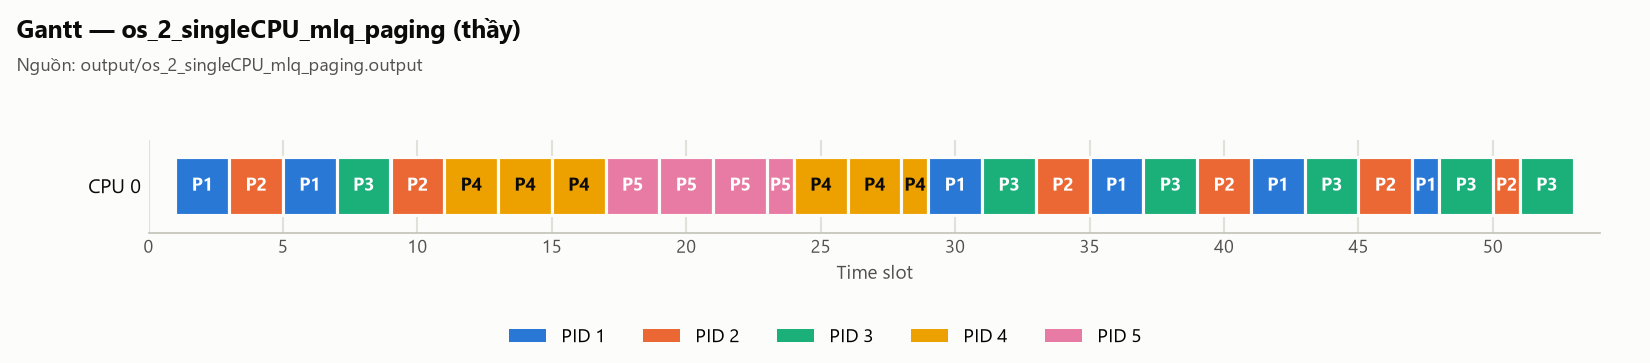 Gantt — os_2_singleCPU_mlq_paging (thầy)
Nguồn: output/os_2_singleCPU_mlq_paging.output
CPU 0 P1 P2 P1 P3 P2 P4 P4 P4 P5 P5 P5 P5 P4 P4 P4 P1 P3 P2 P1 P3 P2 P1 P3 P2 P1 P3 P2 P3
0 5 10 15 20 25 30 35 40 45 50
Time slot
PID 1 PID 2 PID 3 PID 4 PID 5